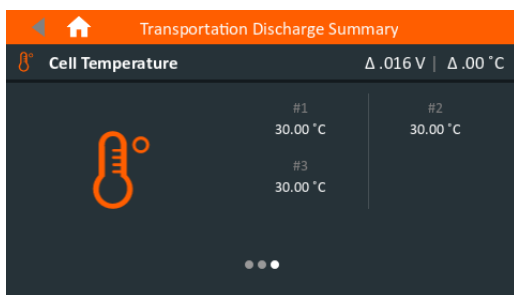 Transportation Discharge Summary
Cell Temperature Δ .016 V | Δ .00 ˚C
#1 #2
30.00 ˚C 30.00 ˚C
#3
30.00 ˚C